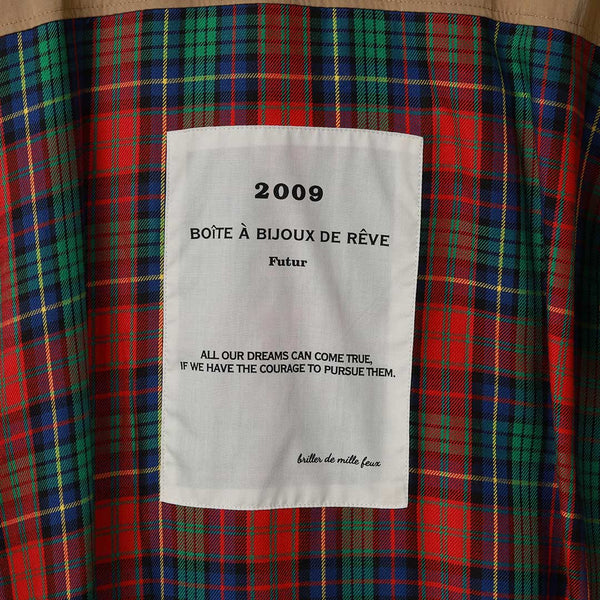 2009
BOîTE À BIJOUX DE RÊVE
Futur
ALL OUR DREAMS CAN COME TRUE,
IF WE HAVE THE COURAGE TO PURSUE THEM.
briller de mille feux